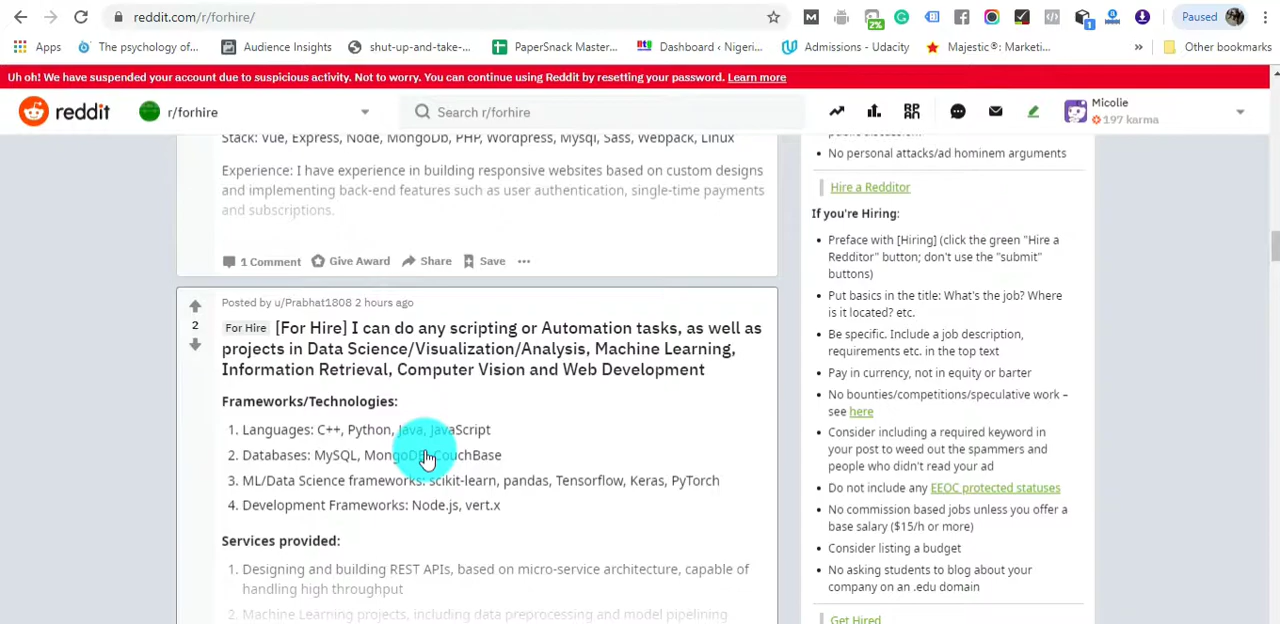 reddit.com/r/forhire/
Paused
Apps
The psychology of...
Audience Insights
shut-up-and-take-...
PaperSnack Master...
Dashboard ‹ Nigeri...
Admissions - Udacity
Majestic®: Marketi...
»
Other bookmarks
Uh oh! We have suspended your account due to suspicious activity. Not to worry. You can continue using Reddit by resetting your password. Learn more
reddit
r/forhire
Search r/forhire
Micolie
197 karma
Stack: Vue, Express, Node, MongoDb, PHP, Wordpress, Mysql, Sass, Webpack, Linux
Experience: I have experience in building responsive websites based on custom designs
and implementing back-end features such as user authentication, single-time payments
and subscriptions.
1 Comment Give Award Share Save ...
Posted by u/Prabhat1808 2 hours ago
2
For Hire [For Hire] I can do any scripting or Automation tasks, as well as
projects in Data Science/Visualization/Analysis, Machine Learning,
Information Retrieval, Computer Vision and Web Development
Frameworks/Technologies:
1. Languages: C++, Python, Java, JavaScript
2. Databases: MySQL, MongoDB, CouchBase
3. ML/Data Science frameworks: scikit-learn, pandas, Tensorflow, Keras, PyTorch
4. Development Frameworks: Node.js, vert.x
Services provided:
1. Designing and building REST APIs, based on micro-service architecture, capable of
handling high throughput
2. Machine Learning projects, including data preprocessing and model pipelining
public discussion.
• No personal attacks/ad hominem arguments
Hire a Redditor
If you're Hiring:
• Preface with [Hiring] (click the green "Hire a
Redditor" button; don't use the "submit"
buttons)
• Put basics in the title: What's the job? Where
is it located? etc.
• Be specific. Include a job description,
requirements etc. in the top text
• Pay in currency, not in equity or barter
• No bounties/competitions/speculative work –
see here
• Consider including a required keyword in
your post to weed out the spammers and
people who didn't read your ad
• Do not include any EEOC protected statuses
• No commission based jobs unless you offer a
base salary ($15/h or more)
• Consider listing a budget
• No asking students to blog about your
company on an .edu domain
Get Hired